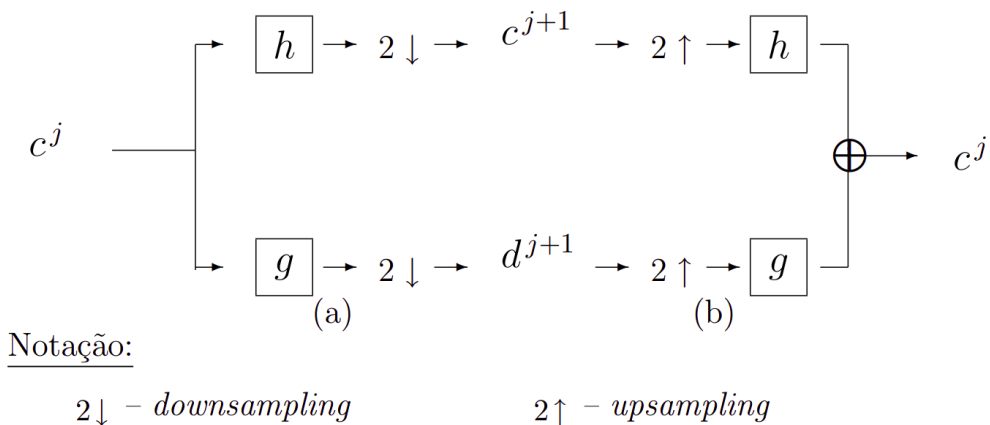 h 2 ↓ c^{j+1} 2 ↑ h
c^j ⊕ c^j
g 2 ↓ d^{j+1} 2 ↑ g
(a) (b)
Notação:
2↓ – downsampling 2↑ – upsampling